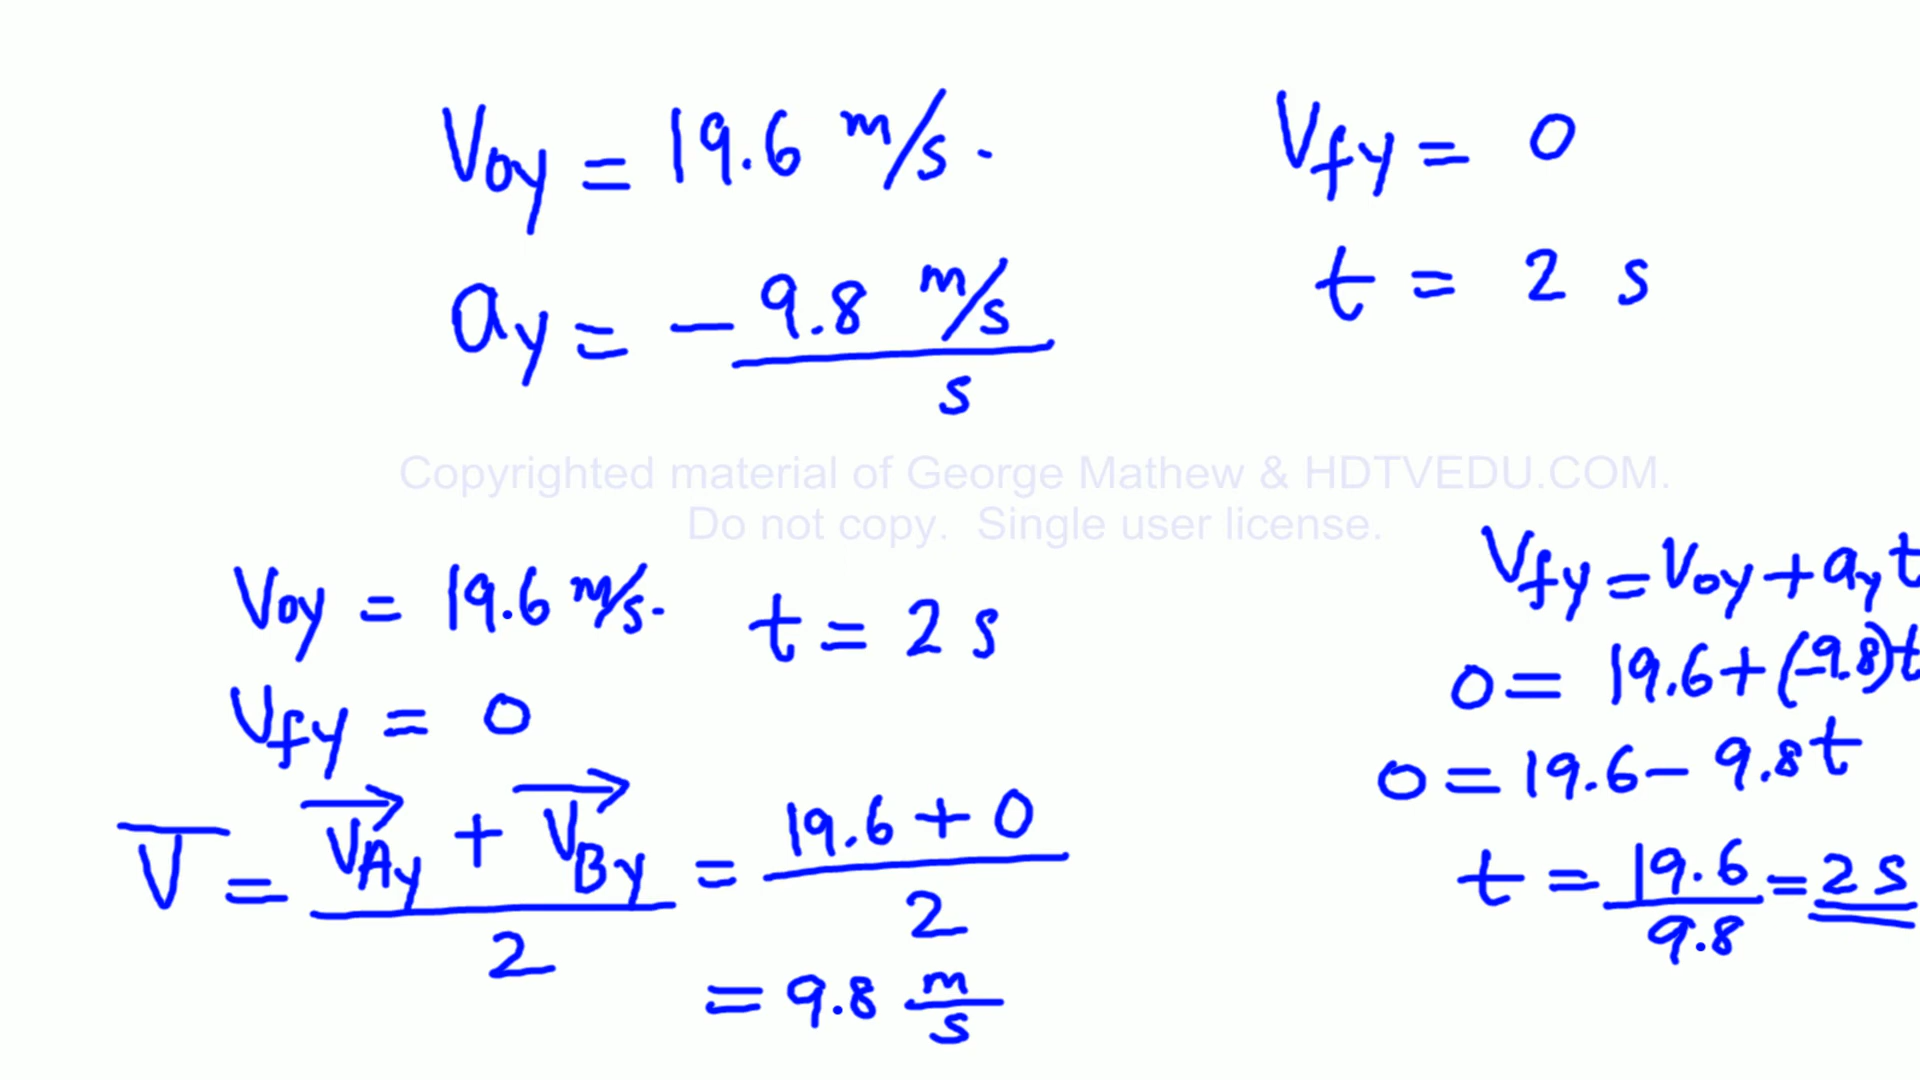 Voy = 19.6 m/s.
Vfy = 0
ay = - 9.8 m/s / s
t = 2 s
Copyrighted material of George Mathew & HDTVEDU.COM.
Do not copy. Single user license.
Voy = 19.6 m/s. t = 2 s
Vfy = 0
V̅ = (V⃗Ay + V⃗By) / 2 = (19.6 + 0) / 2
= 9.8 m/s
Vfy = Voy + ay t
0 = 19.6 + (-9.8)t
0 = 19.6 - 9.8t
t = 19.6 / 9.8 = 2 s